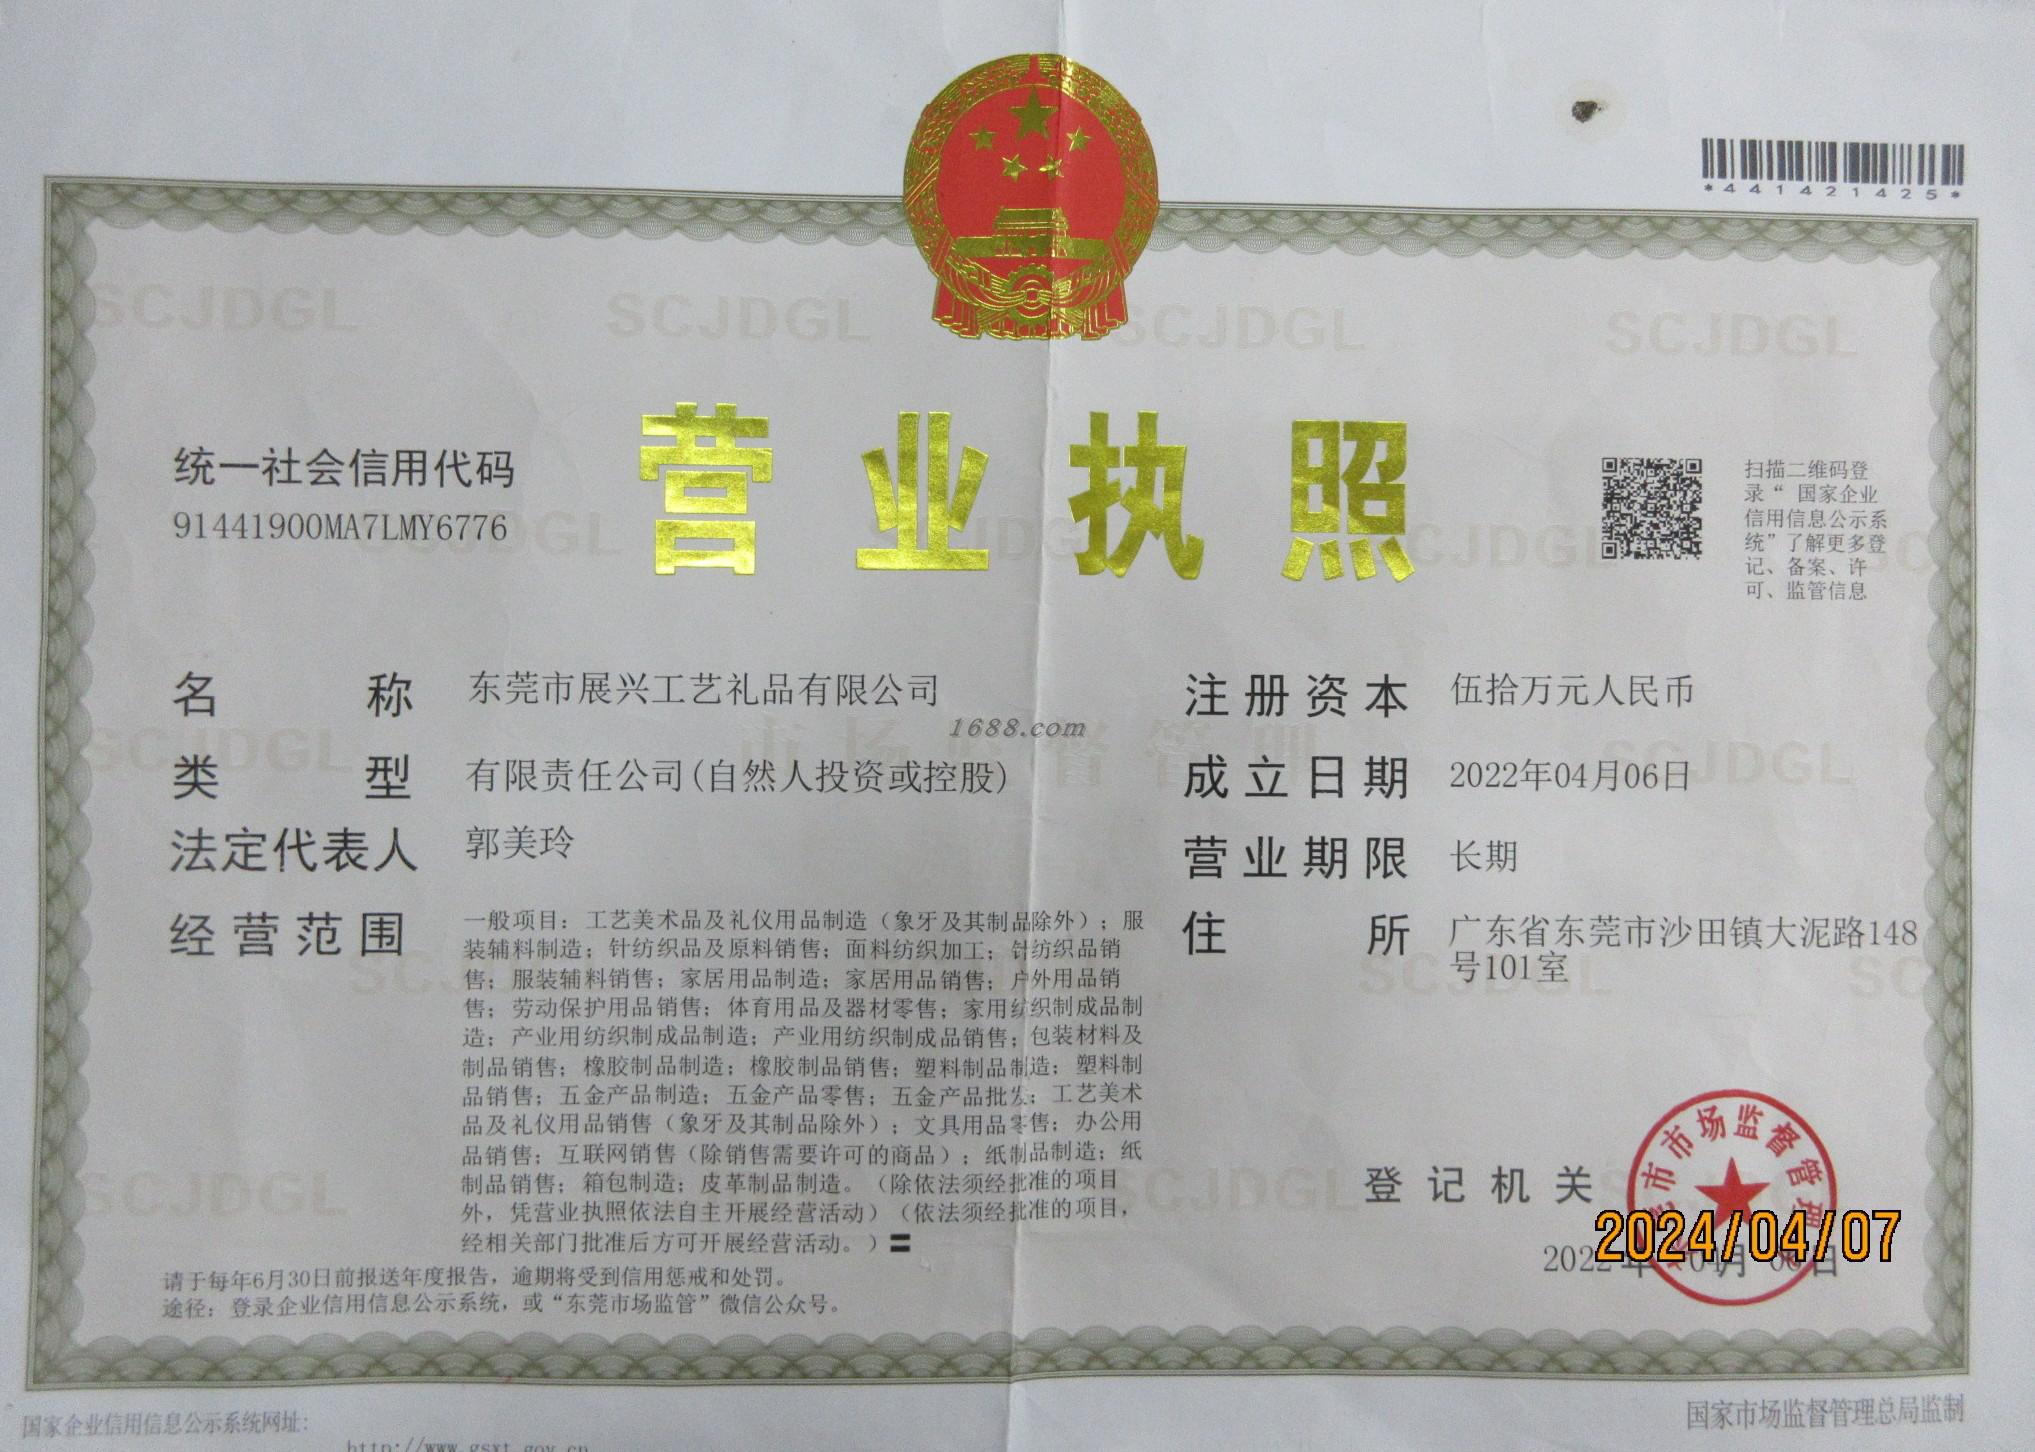 *441421425*
统一社会信用代码
91441900MA7LMY6776
营业执照
扫描二维码登
录“国家企业
信用信息公示系
统”了解更多登
记、备案、许
可、监管信息
名称 东莞市展兴工艺礼品有限公司
类型 有限责任公司(自然人投资或控股)
法定代表人 郭美玲
经营范围 一般项目：工艺美术品及礼仪用品制造（象牙及其制品除外）；服
装辅料制造；针纺织品及原料销售；面料纺织加工；针纺织品销
售；服装辅料销售；家居用品制造；家居用品销售；户外用品销
售；劳动保护用品销售；体育用品及器材零售；家用纺织制成品制
造；产业用纺织制成品制造；产业用纺织制成品销售；包装材料及
制品销售；橡胶制品制造；橡胶制品销售；塑料制品制造；塑料制
品销售；五金产品制造；五金产品零售；五金产品批发；工艺美术
品及礼仪用品销售（象牙及其制品除外）；文具用品零售；办公用
品销售；互联网销售（除销售需要许可的商品）；纸制品制造；纸
制品销售；箱包制造；皮革制品制造。（除依法须经批准的项目
外，凭营业执照依法自主开展经营活动）（依法须经批准的项目，
经相关部门批准后方可开展经营活动。）〓
注册资本 伍拾万元人民币
成立日期 2022年04月06日
营业期限 长期
住所 广东省东莞市沙田镇大泥路148
号101室
1688.com
登记机关
市市场监督管理
2022年04月06日
2024/04/07
请于每年6月30日前报送年度报告，逾期将受到信用惩戒和处罚。
途径：登录企业信用信息公示系统，或“东莞市场监管”微信公众号。
国家企业信用信息公示系统网址：
http://www.gsxt.gov.cn
国家市场监督管理总局监制
SCJDGL
市场监督管理